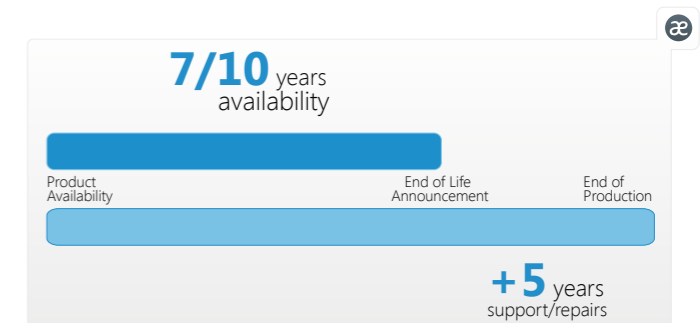 æ
7/10 years
availability
Product
Availability
End of Life
Announcement
End of
Production
+5 years
support/repairs